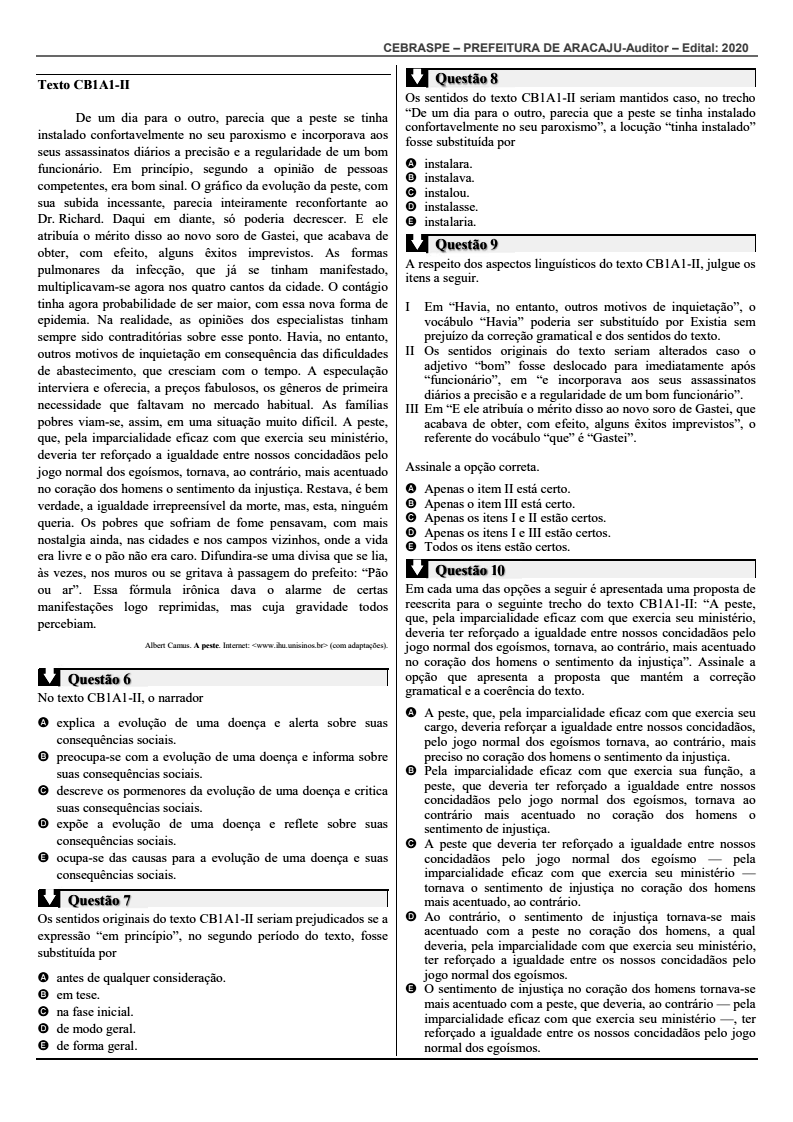 CEBRASPE – PREFEITURA DE ARACAJU-Auditor – Edital: 2020
Texto CB1A1-II
De um dia para o outro, parecia que a peste se tinha
instalado confortavelmente no seu paroxismo e incorporava aos
seus assassinatos diários a precisão e a regularidade de um bom
funcionário. Em princípio, segundo a opinião de pessoas
competentes, era bom sinal. O gráfico da evolução da peste, com
sua subida incessante, parecia inteiramente reconfortante ao
Dr. Richard. Daqui em diante, só poderia decrescer. E ele
atribuía o mérito disso ao novo soro de Gastei, que acabava de
obter, com efeito, alguns êxitos imprevistos. As formas
pulmonares da infecção, que já se tinham manifestado,
multiplicavam-se agora nos quatro cantos da cidade. O contágio
tinha agora probabilidade de ser maior, com essa nova forma de
epidemia. Na realidade, as opiniões dos especialistas tinham
sempre sido contraditórias sobre esse ponto. Havia, no entanto,
outros motivos de inquietação em consequência das dificuldades
de abastecimento, que cresciam com o tempo. A especulação
interviera e oferecia, a preços fabulosos, os gêneros de primeira
necessidade que faltavam no mercado habitual. As famílias
pobres viam-se, assim, em uma situação muito difícil. A peste,
que, pela imparcialidade eficaz com que exercia seu ministério,
deveria ter reforçado a igualdade entre nossos concidadãos pelo
jogo normal dos egoísmos, tornava, ao contrário, mais acentuado
no coração dos homens o sentimento da injustiça. Restava, é bem
verdade, a igualdade irrepreensível da morte, mas, esta, ninguém
queria. Os pobres que sofriam de fome pensavam, com mais
nostalgia ainda, nas cidades e nos campos vizinhos, onde a vida
era livre e o pão não era caro. Difundira-se uma divisa que se lia,
às vezes, nos muros ou se gritava à passagem do prefeito: “Pão
ou ar”. Essa fórmula irônica dava o alarme de certas
manifestações logo reprimidas, mas cuja gravidade todos
percebiam.
Albert Camus. A peste. Internet: <www.ihu.unisinos.br> (com adaptações).
Questão 6
No texto CB1A1-II, o narrador
A explica a evolução de uma doença e alerta sobre suas
consequências sociais.
B preocupa-se com a evolução de uma doença e informa sobre
suas consequências sociais.
C descreve os pormenores da evolução de uma doença e critica
suas consequências sociais.
D expõe a evolução de uma doença e reflete sobre suas
consequências sociais.
E ocupa-se das causas para a evolução de uma doença e suas
consequências sociais.
Questão 7
Os sentidos originais do texto CB1A1-II seriam prejudicados se a
expressão “em princípio”, no segundo período do texto, fosse
substituída por
A antes de qualquer consideração.
B em tese.
C na fase inicial.
D de modo geral.
E de forma geral.
Questão 8
Os sentidos do texto CB1A1-II seriam mantidos caso, no trecho
“De um dia para o outro, parecia que a peste se tinha instalado
confortavelmente no seu paroxismo”, a locução “tinha instalado”
fosse substituída por
A instalara.
B instalava.
C instalou.
D instalasse.
E instalaria.
Questão 9
A respeito dos aspectos linguísticos do texto CB1A1-II, julgue os
itens a seguir.
I Em “Havia, no entanto, outros motivos de inquietação”, o
vocábulo “Havia” poderia ser substituído por Existia sem
prejuízo da correção gramatical e dos sentidos do texto.
II Os sentidos originais do texto seriam alterados caso o
adjetivo “bom” fosse deslocado para imediatamente após
“funcionário”, em “e incorporava aos seus assassinatos
diários a precisão e a regularidade de um bom funcionário”.
III Em “E ele atribuía o mérito disso ao novo soro de Gastei, que
acabava de obter, com efeito, alguns êxitos imprevistos”, o
referente do vocábulo “que” é “Gastei”.
Assinale a opção correta.
A Apenas o item II está certo.
B Apenas o item III está certo.
C Apenas os itens I e II estão certos.
D Apenas os itens I e III estão certos.
E Todos os itens estão certos.
Questão 10
Em cada uma das opções a seguir é apresentada uma proposta de
reescrita para o seguinte trecho do texto CB1A1-II: “A peste,
que, pela imparcialidade eficaz com que exercia seu ministério,
deveria ter reforçado a igualdade entre nossos concidadãos pelo
jogo normal dos egoísmos, tornava, ao contrário, mais acentuado
no coração dos homens o sentimento da injustiça”. Assinale a
opção que apresenta a proposta que mantém a correção
gramatical e a coerência do texto.
A A peste, que, pela imparcialidade eficaz com que exercia seu
cargo, deveria reforçar a igualdade entre nossos concidadãos,
pelo jogo normal dos egoísmos tornava, ao contrário, mais
preciso no coração dos homens o sentimento da injustiça.
B Pela imparcialidade eficaz com que exercia sua função, a
peste, que deveria ter reforçado a igualdade entre nossos
concidadãos pelo jogo normal dos egoísmos, tornava ao
contrário mais acentuado no coração dos homens o
sentimento de injustiça.
C A peste que deveria ter reforçado a igualdade entre nossos
concidadãos pelo jogo normal dos egoísmo — pela
imparcialidade eficaz com que exercia seu ministério —
tornava o sentimento de injustiça no coração dos homens
mais acentuado, ao contrário.
D Ao contrário, o sentimento de injustiça tornava-se mais
acentuado com a peste no coração dos homens, a qual
deveria, pela imparcialidade com que exercia seu ministério,
ter reforçado a igualdade entre os nossos concidadãos pelo
jogo normal dos egoísmos.
E O sentimento de injustiça no coração dos homens tornava-se
mais acentuado com a peste, que deveria, ao contrário — pela
imparcialidade eficaz com que exercia seu ministério —, ter
reforçado a igualdade entre os nossos concidadãos pelo jogo
normal dos egoísmos.